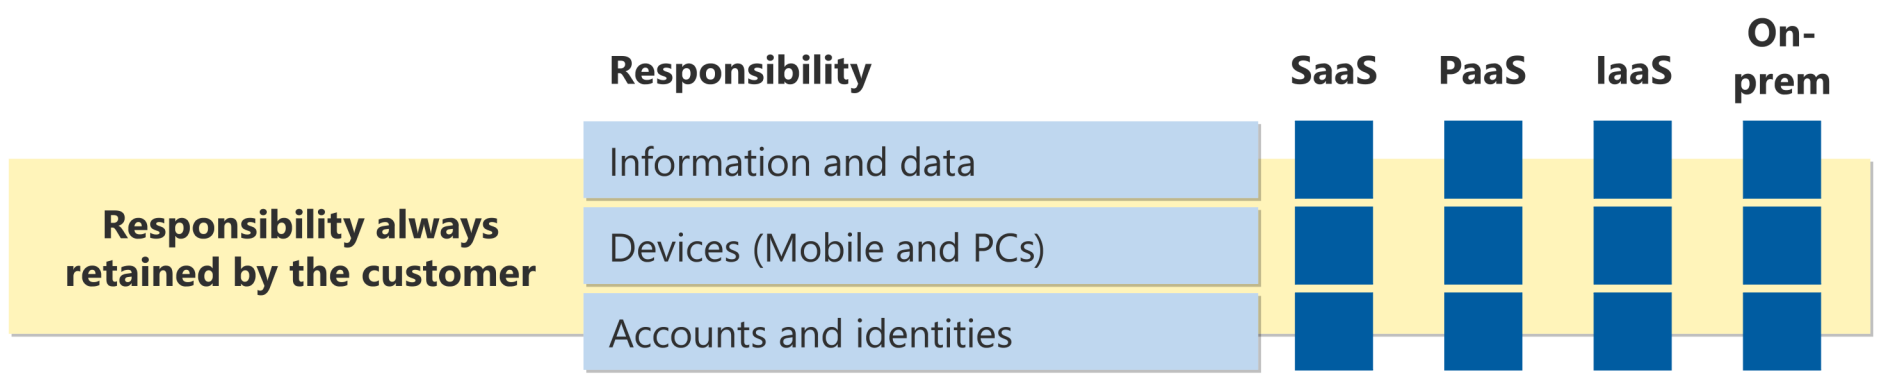 Responsibility SaaS PaaS IaaS On-
prem
Information and data
Responsibility always
retained by the customer
Devices (Mobile and PCs)
Accounts and identities